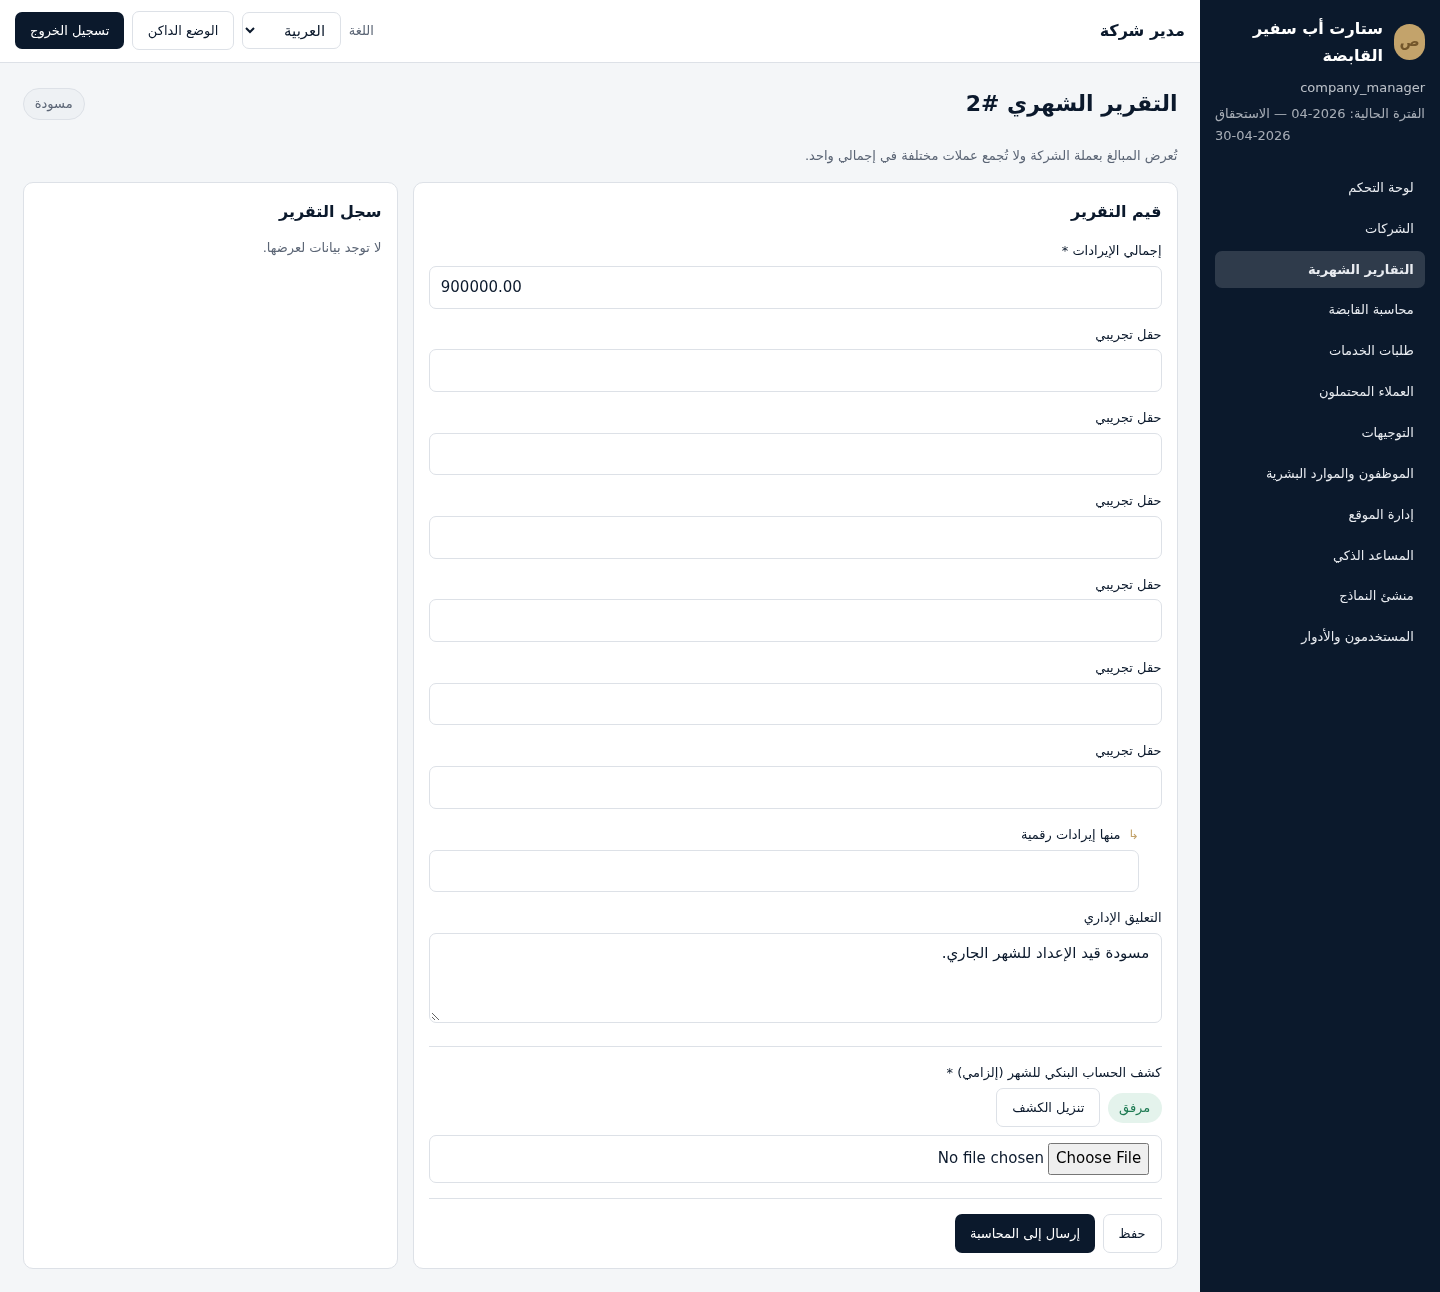 ص
ستارت أب سفير
القابضة
company_manager
الفترة الحالية: 2026-04 — الاستحقاق
2026-04-30
لوحة التحكم
الشركات
التقارير الشهرية
محاسبة القابضة
طلبات الخدمات
العملاء المحتملون
التوجيهات
الموظفون والموارد البشرية
إدارة الموقع
المساعد الذكي
منشئ النماذج
المستخدمون والأدوار
مدير شركة
اللغة
العربية
الوضع الداكن
تسجيل الخروج
التقرير الشهري #2
مسودة
تُعرض المبالغ بعملة الشركة ولا تُجمع عملات مختلفة في إجمالي واحد.
قيم التقرير
إجمالي الإيرادات *
900000.00
حقل تجريبي
حقل تجريبي
حقل تجريبي
حقل تجريبي
حقل تجريبي
حقل تجريبي
↳ منها إيرادات رقمية
التعليق الإداري
مسودة قيد الإعداد للشهر الجاري.
كشف الحساب البنكي للشهر (إلزامي) *
مرفق
تنزيل الكشف
Choose File No file chosen
حفظ
إرسال إلى المحاسبة
سجل التقرير
لا توجد بيانات لعرضها.